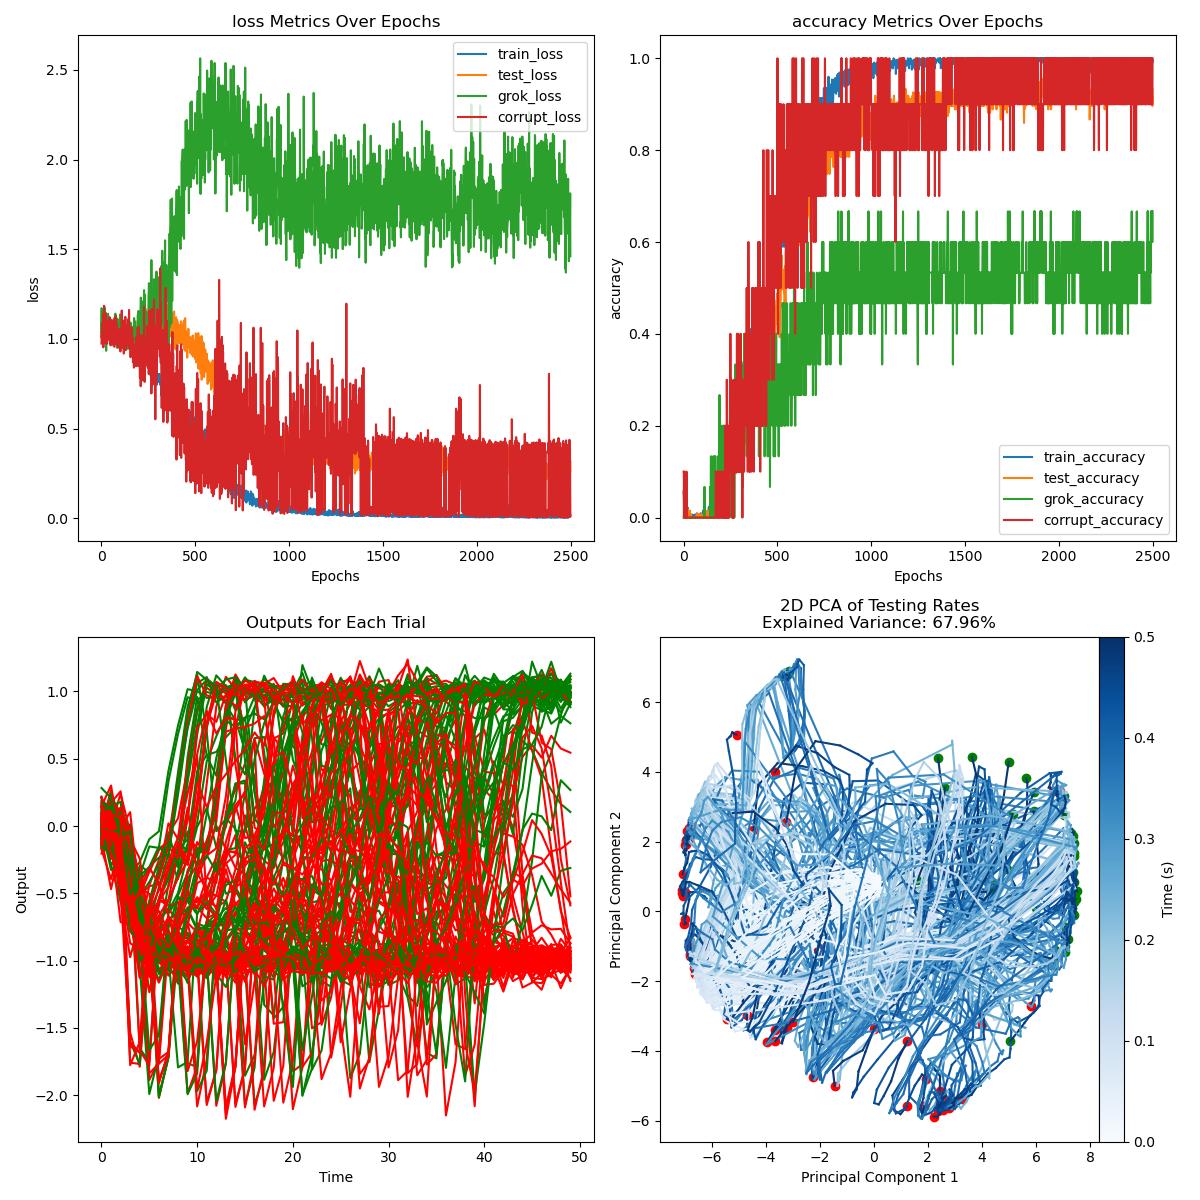 loss Metrics Over Epochs
loss
2.5
2.0
1.5
1.0
0.5
0.0
0
500
1000
1500
2000
2500
Epochs
train_loss
test_loss
grok_loss
corrupt_loss
accuracy Metrics Over Epochs
accuracy
1.0
0.8
0.6
0.4
0.2
0.0
0
500
1000
1500
2000
2500
Epochs
train_accuracy
test_accuracy
grok_accuracy
corrupt_accuracy
Outputs for Each Trial
Output
1.0
0.5
0.0
−0.5
−1.0
−1.5
−2.0
0
10
20
30
40
50
Time
2D PCA of Testing Rates
Explained Variance: 67.96%
Principal Component 2
6
4
2
0
−2
−4
−6
−6
−4
−2
0
2
4
6
8
Principal Component 1
0.5
0.4
0.3
0.2
0.1
0.0
Time (s)